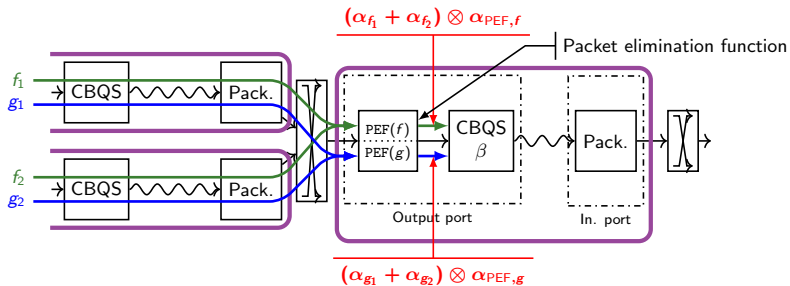 (α_{f_1} + α_{f_2}) ⊗ α_{PEF,f}
Packet elimination function
f_1 CBQS Pack.
g_1
PEF(f) CBQS Pack.
PEF(g) β
f_2 CBQS Pack.
g_2
Output port In. port
(α_{g_1} + α_{g_2}) ⊗ α_{PEF,g}